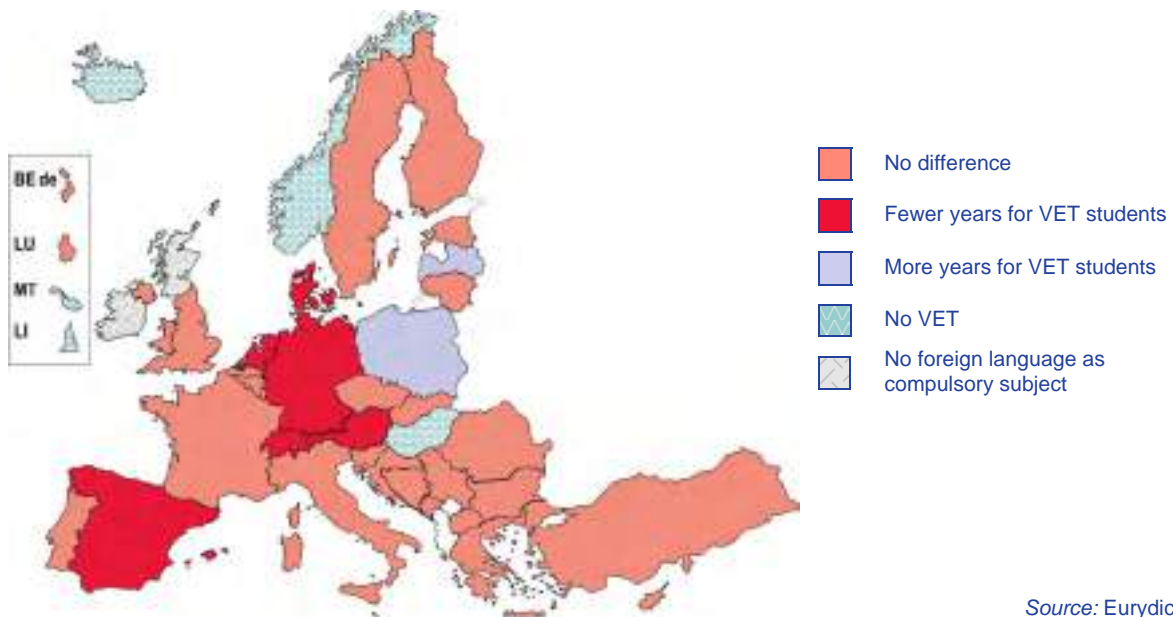 BE de
LU
MT
LI
No difference
Fewer years for VET students
More years for VET students
No VET
No foreign language as
compulsory subject
Source: Eurydic